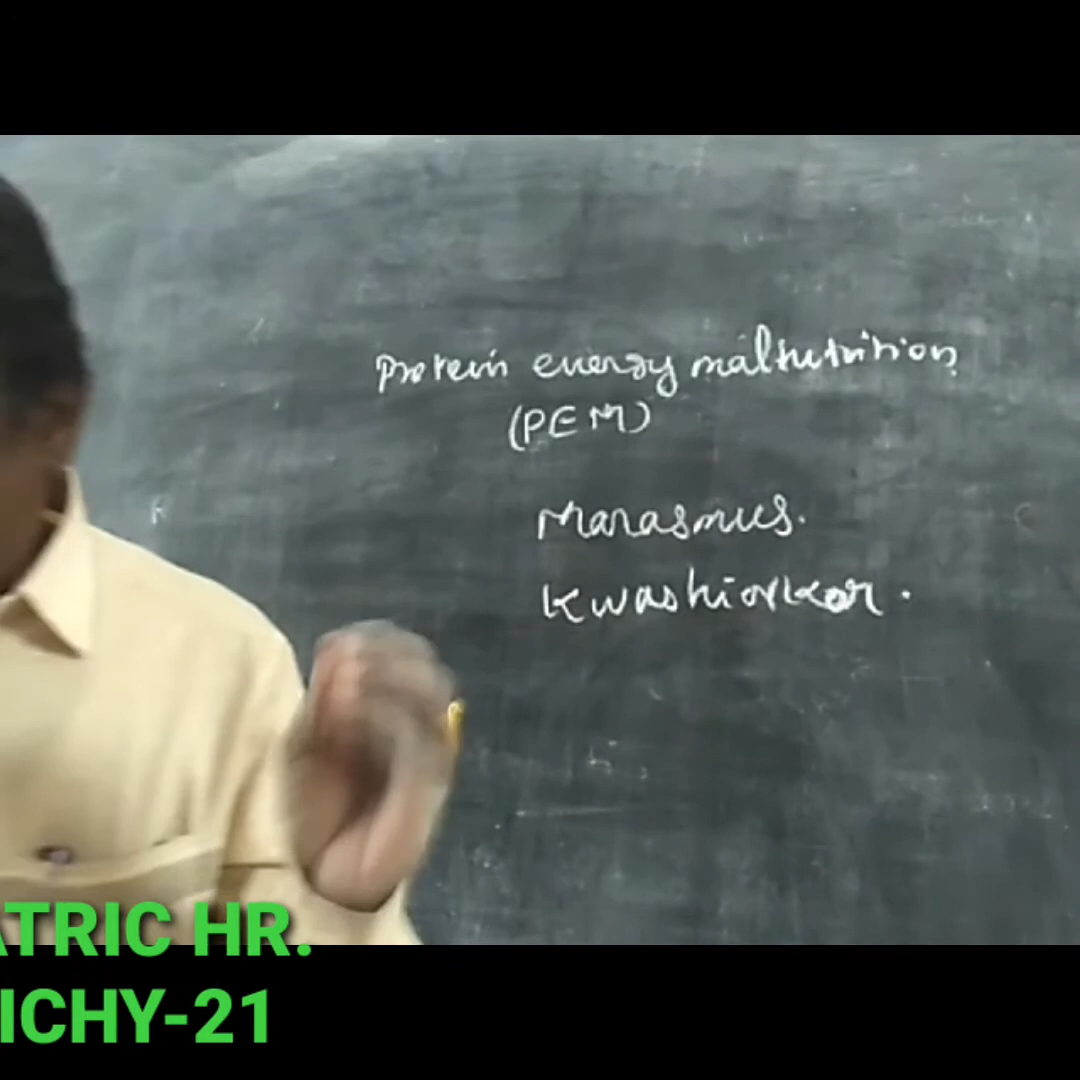 Protein energy malnutrition
(PEM)
Marasmus.
Kwashiorkor.
ATRIC HR.
ICHY-21